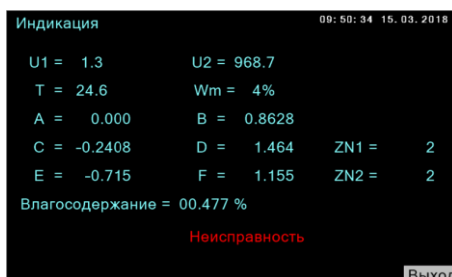 Индикация 09:50:34 15.03.2018
U1 = 1.3 U2 = 968.7
T = 24.6 Wm = 4%
A = 0.000 B = 0.8628
C = -0.2408 D = 1.464 ZN1 = 2
E = -0.715 F = 1.155 ZN2 = 2
Влагосодержание = 00.477 %
Неисправность
Выход